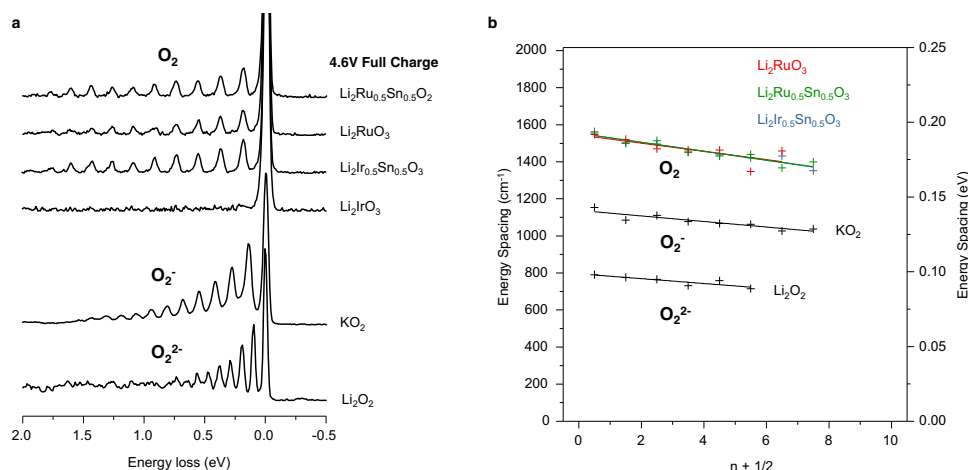 a
O₂
4.6V Full Charge
Li₂Ru₀.₅Sn₀.₅O₂
Li₂RuO₃
Li₂Ir₀.₅Sn₀.₅O₃
Li₂IrO₃
O₂⁻
KO₂
O₂²⁻
Li₂O₂
2.0 1.5 1.0 0.5 0.0 -0.5
Energy loss (eV)
b
2000
1800
1600
1400
1200
1000
800
600
400
200
0
Energy Spacing (cm⁻¹)
Li₂RuO₃
Li₂Ru₀.₅Sn₀.₅O₃
Li₂Ir₀.₅Sn₀.₅O₃
O₂
KO₂
O₂⁻
Li₂O₂
O₂²⁻
0.25
0.20
0.15
0.10
0.05
0.00
Energy Spacing (eV)
0 2 4 6 8 10
n + 1/2